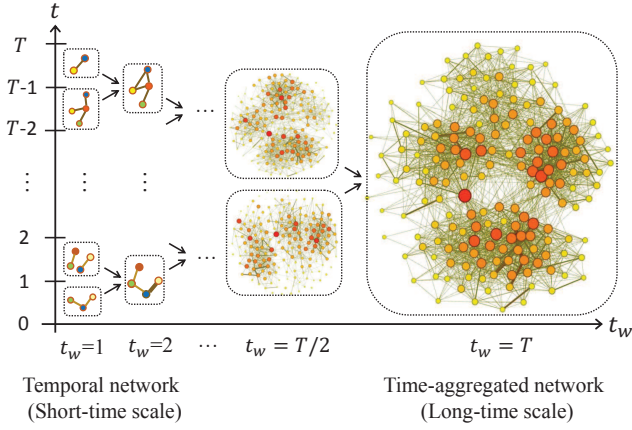 t
T
T-1
T-2
⋮ ⋮ ⋮
...
2
1
0
...
t_w
t_w=1 t_w=2 ... t_w = T/2 t_w = T
Temporal network
(Short-time scale)
Time-aggregated network
(Long-time scale)